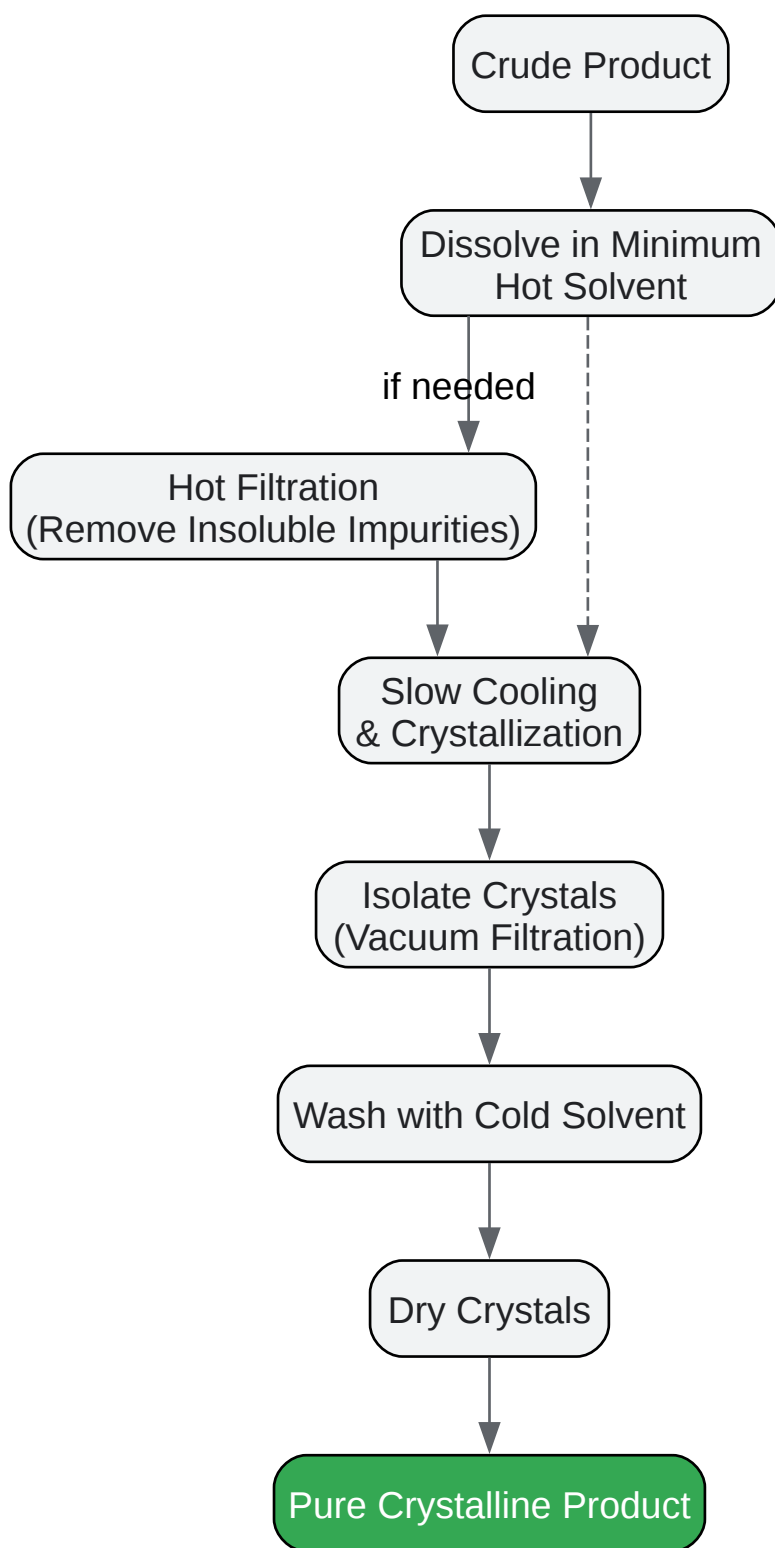 Crude Product
Dissolve in Minimum
Hot Solvent
if needed
Hot Filtration
(Remove Insoluble Impurities)
Slow Cooling
& Crystallization
Isolate Crystals
(Vacuum Filtration)
Wash with Cold Solvent
Dry Crystals
Pure Crystalline Product